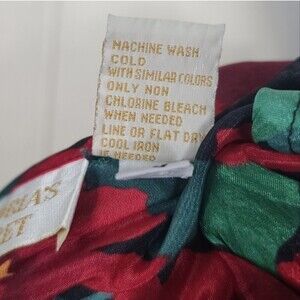 MACHINE WASH
COLD
WITH SIMILAR COLORS
ONLY NON
CHLORINE BLEACH
WHEN NEEDED
LINE OR FLAT DRY
COOL IRON
IF NEEDED